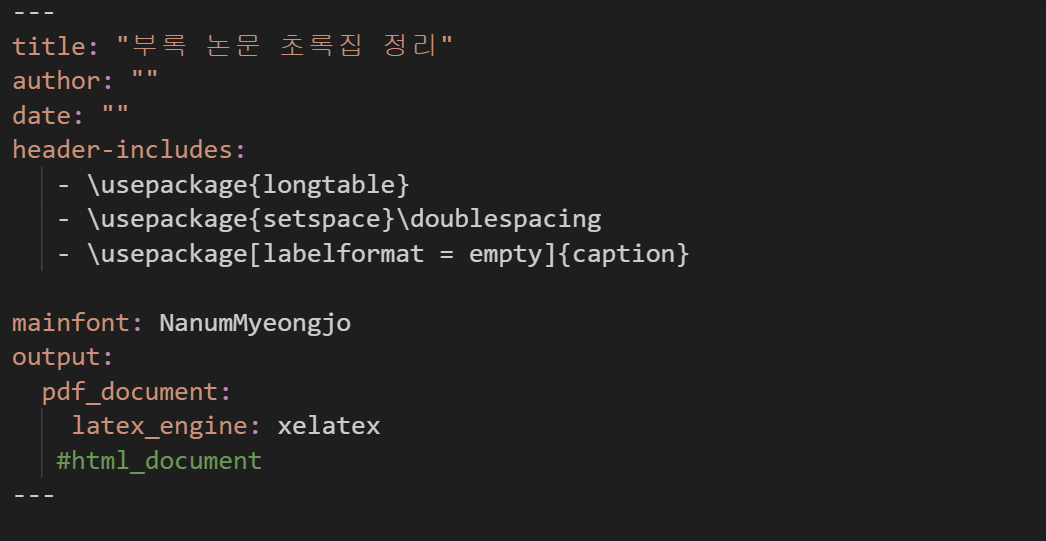 ---
title: "부록 논문 초록집 정리"
author: ""
date: ""
header-includes:
- \usepackage{longtable}
- \usepackage{setspace}\doublespacing
- \usepackage[labelformat = empty]{caption}
mainfont: NanumMyeongjo
output:
pdf_document:
latex_engine: xelatex
#html_document
---